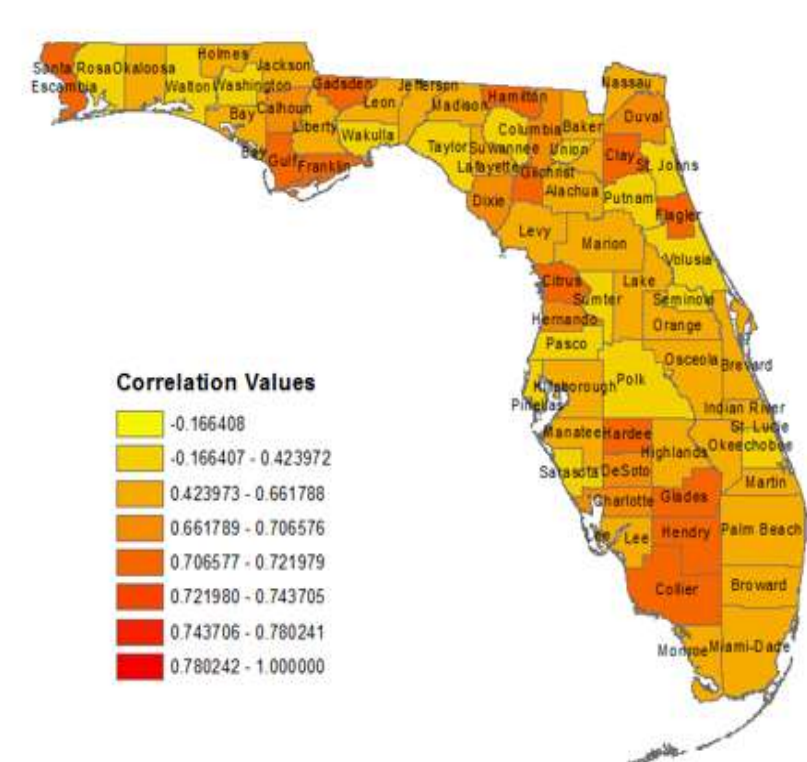 Santa Rosa Okaloosa Holmes Jackson
Escambia Walton Washington
Bay Calhoun Gadsden Leon Jefferson
Liberty Wakulla Madison Hamilton
Bay Gulf Franklin
Taylor Suwannee Columbia Baker Nassau
Lafayette Union Duval
Gilchrist Clay St. Johns
Dixie Alachua Putnam
Flagler
Levy Marion
Volusia
Citrus Lake
Sumter Seminole
Hernando Orange
Pasco
Osceola Brevard
Hillsborough Polk
Pinellas Indian River
St. Lucie
Manatee Hardee Okeechobee
Highlands
Sarasota DeSoto Martin
Charlotte Glades
Lee Lee Hendry Palm Beach
Collier Broward
Monroe Miami-Dade
Correlation Values
-0.166408
-0.166407 - 0.423972
0.423973 - 0.661788
0.661789 - 0.706576
0.706577 - 0.721979
0.721980 - 0.743705
0.743706 - 0.780241
0.780242 - 1.000000